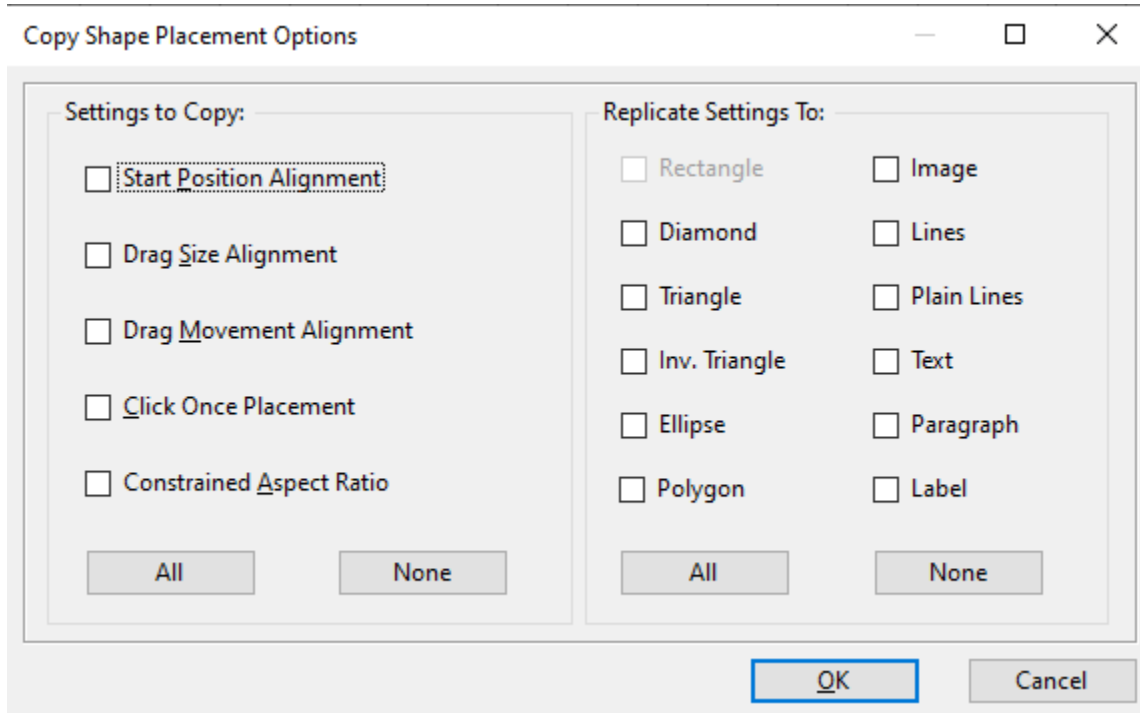 Copy Shape Placement Options
Settings to Copy:
Start Position Alignment
Drag Size Alignment
Drag Movement Alignment
Click Once Placement
Constrained Aspect Ratio
All
None
Replicate Settings To:
Rectangle
Image
Diamond
Lines
Triangle
Plain Lines
Inv. Triangle
Text
Ellipse
Paragraph
Polygon
Label
All
None
OK
Cancel